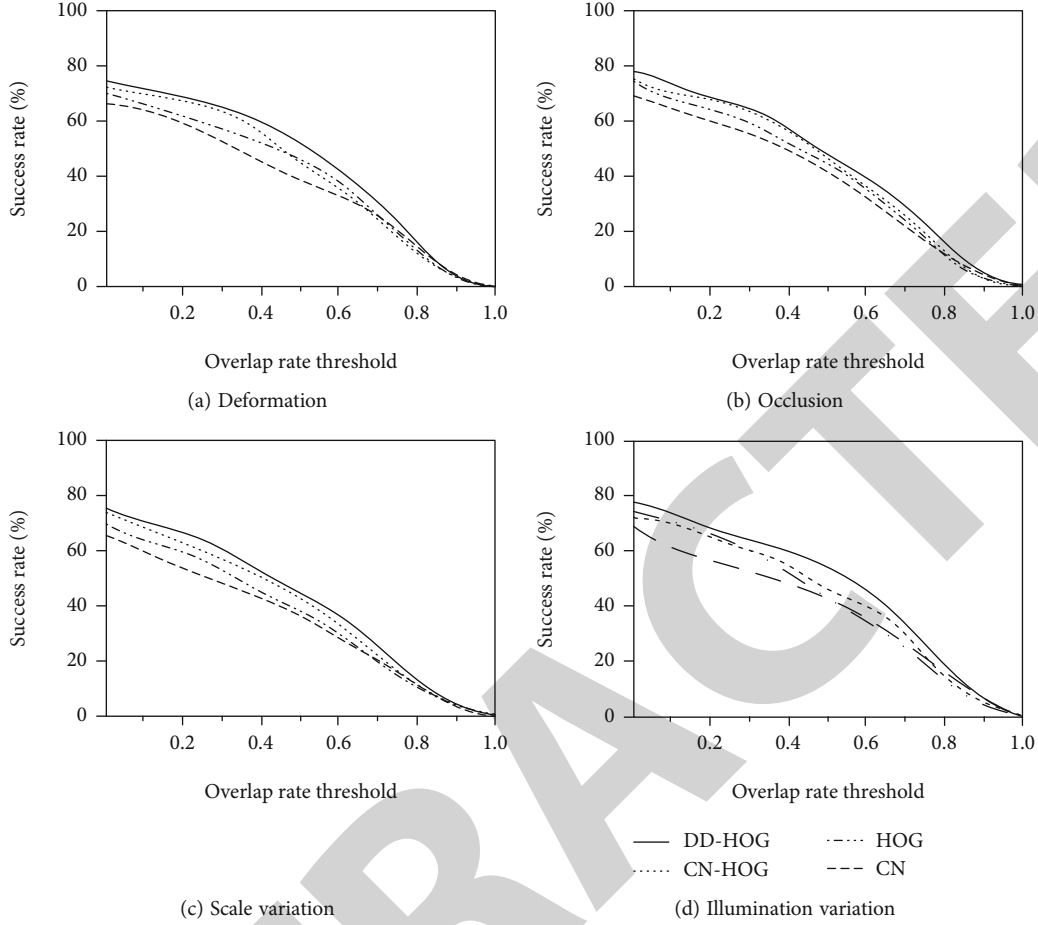 100
80
60
40
20
0
Success rate (%)
0.2 0.4 0.6 0.8 1.0
Overlap rate threshold
(a) Deformation
100
80
60
40
20
0
Success rate (%)
0.2 0.4 0.6 0.8 1.0
Overlap rate threshold
(b) Occlusion
100
80
60
40
20
0
Success rate (%)
0.2 0.4 0.6 0.8 1.0
Overlap rate threshold
(c) Scale variation
100
80
60
40
20
0
Success rate (%)
0.2 0.4 0.6 0.8 1.0
Overlap rate threshold
DD-HOG HOG
CN-HOG CN
(d) Illumination variation